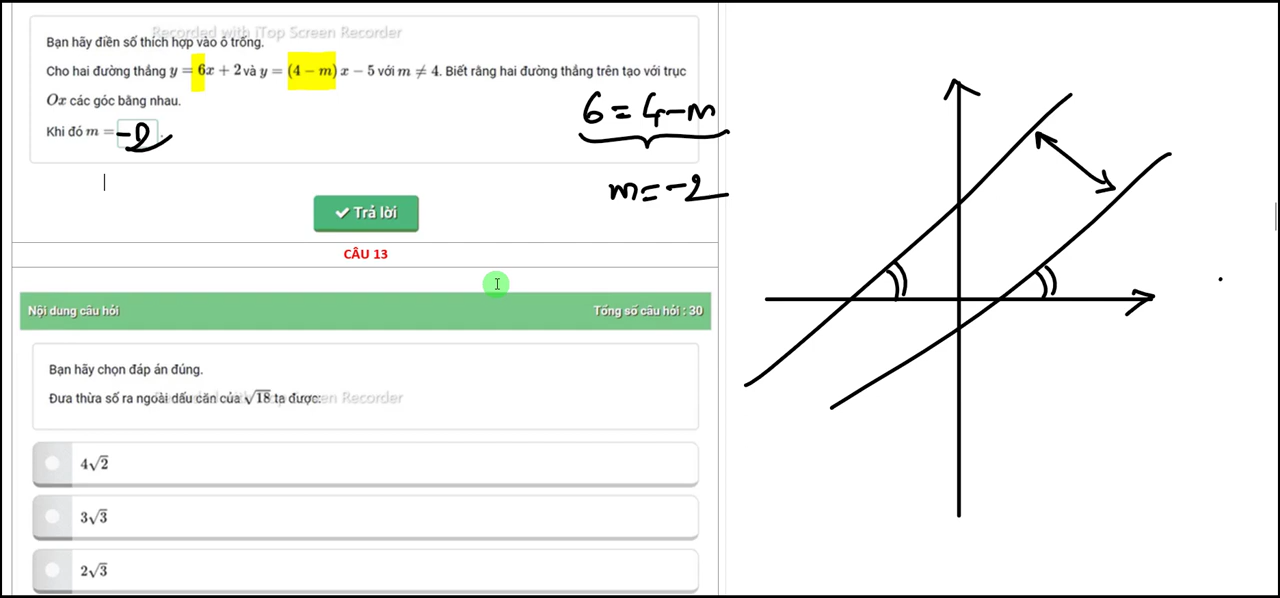 Recorded with iTop Screen Recorder
Bạn hãy điền số thích hợp vào ô trống.
Cho hai đường thẳng y = 6x + 2 và y = (4 − m) x − 5 với m ≠ 4. Biết rằng hai đường thẳng trên tạo với trục
Ox các góc bằng nhau.
Khi đó m = -2.
6 = 4-m
m=-2
Trả lời
CÂU 13
Nội dung câu hỏi
Tổng số câu hỏi : 30
Bạn hãy chọn đáp án đúng.
Đưa thừa số ra ngoài dấu căn của √18 ta được:
en Recorder
4√2
3√3
2√3